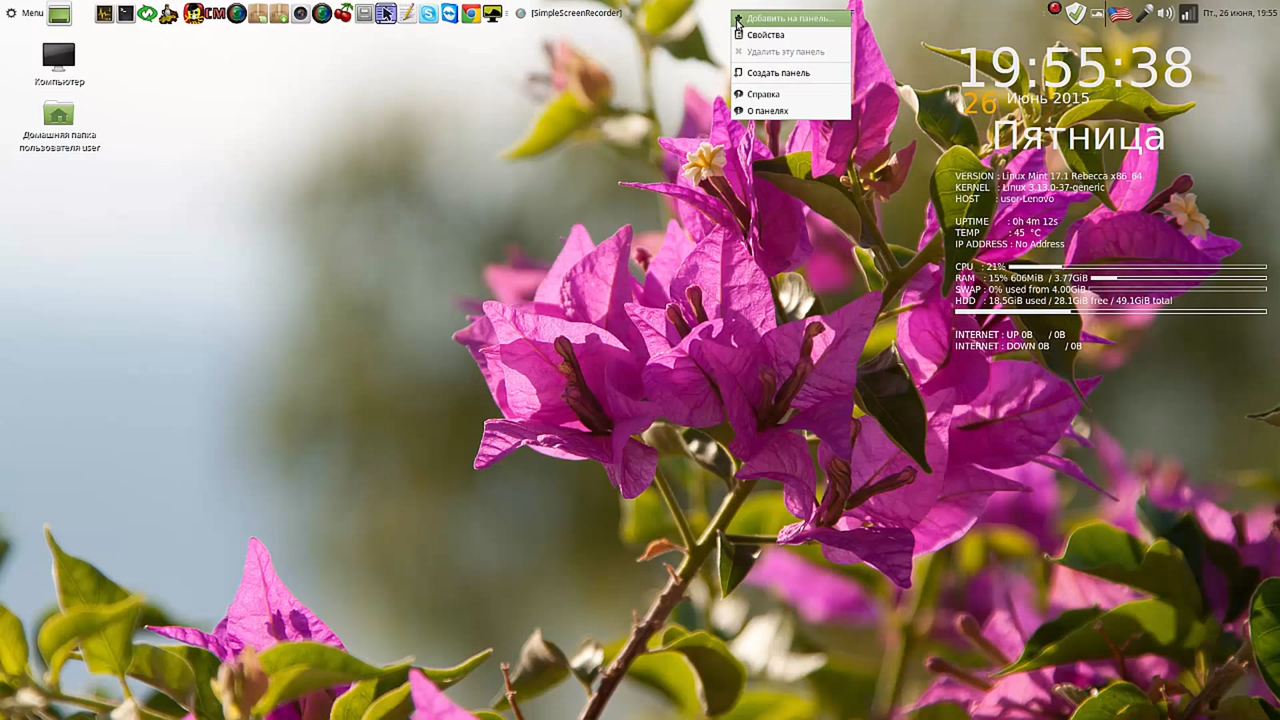 Menu
CM
[SimpleScreenRecorder]
Пт., 26 июня, 19:55
Компьютер
Домашняя папка
пользователя user
Добавить на панель...
Свойства
Удалить эту панель
Создать панель
Справка
О панелях
19:55:38
26 Июнь 2015
Пятница
VERSION : Linux Mint 17.1 Rebecca x86_64
KERNEL : Linux 3.13.0-37-generic
HOST : user-Lenovo
UPTIME : 0h 4m 12s
TEMP : 45 °C
IP ADDRESS : No Address
CPU : 21%
RAM : 15% 606MiB / 3.77GiB
SWAP : 0% used from 4.00GiB
HDD : 18.5GiB used / 28.1GiB free / 49.1GiB total
INTERNET : UP 0B / 0B
INTERNET : DOWN 0B / 0B